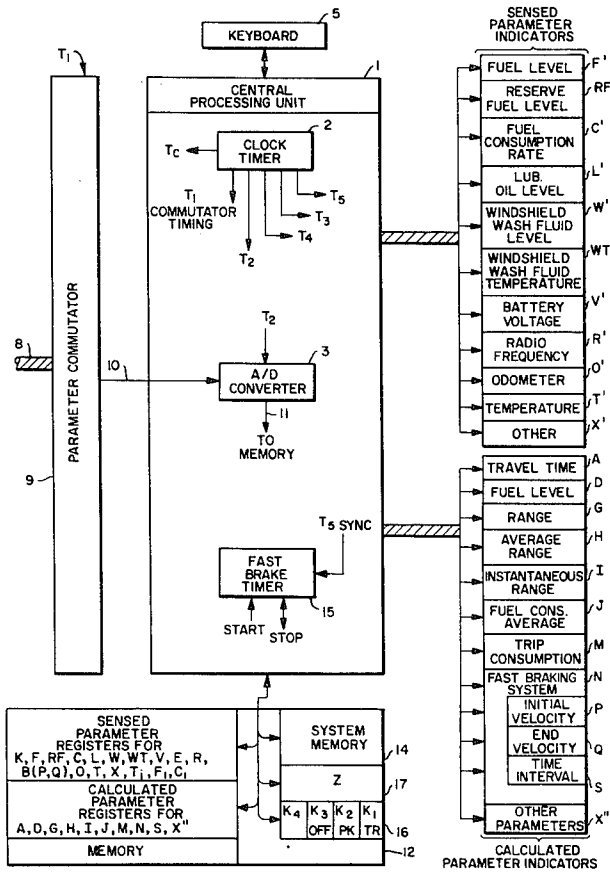 5
KEYBOARD
T1
1
CENTRAL
PROCESSING UNIT
2
CLOCK
TIMER
TC
T1
COMMUTATOR
TIMING
T2
T4
T3
T5
8
PARAMETER COMMUTATOR
10
T2
3
A/D
CONVERTER
11
TO
MEMORY
9
T5 SYNC
FAST
BRAKE
TIMER
15
START
STOP
SENSED
PARAMETER
INDICATORS
FUEL LEVEL
F'
RESERVE
FUEL LEVEL
RF
FUEL
CONSUMPTION
RATE
C'
LUB.
OIL LEVEL
L'
WINDSHIELD
WASH FLUID
LEVEL
W'
WINDSHIELD
WASH FLUID
TEMPERATURE
WT
BATTERY
VOLTAGE
V'
RADIO
FREQUENCY
R'
ODOMETER
O'
TEMPERATURE
T'
OTHER
X'
TRAVEL TIME
A
FUEL LEVEL
D
RANGE
G
AVERAGE
RANGE
H
INSTANTANEOUS
RANGE
I
FUEL CONS.
AVERAGE
J
TRIP
CONSUMPTION
M
FAST BRAKING
SYSTEM
N
INITIAL
VELOCITY
P
END
VELOCITY
Q
TIME
INTERVAL
S
OTHER
PARAMETERS
X"
CALCULATED
PARAMETER INDICATORS
SENSED
PARAMETER
REGISTERS FOR
K, F, RF, C, L, W, WT, V, E, R,
B(P,Q), O, T, X, Ti, F1, C1
CALCULATED
PARAMETER
REGISTERS FOR
A, D, G, H, I, J, M, N, S, X"
MEMORY
SYSTEM
MEMORY
14
Z
17
K4 K3 K2 K1
OFF PK TR
16
12